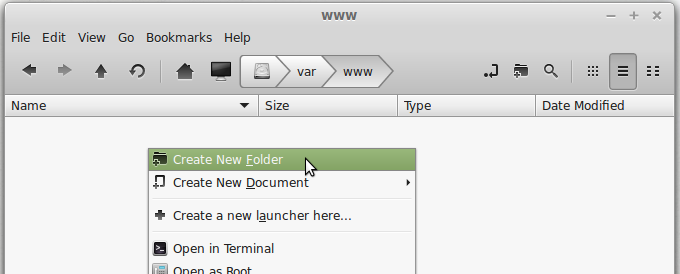 www
File Edit View Go Bookmarks Help
var www
Name Size Type Date Modified
Create New Folder
Create New Document
Create a new launcher here...
Open in Terminal
Open as Root